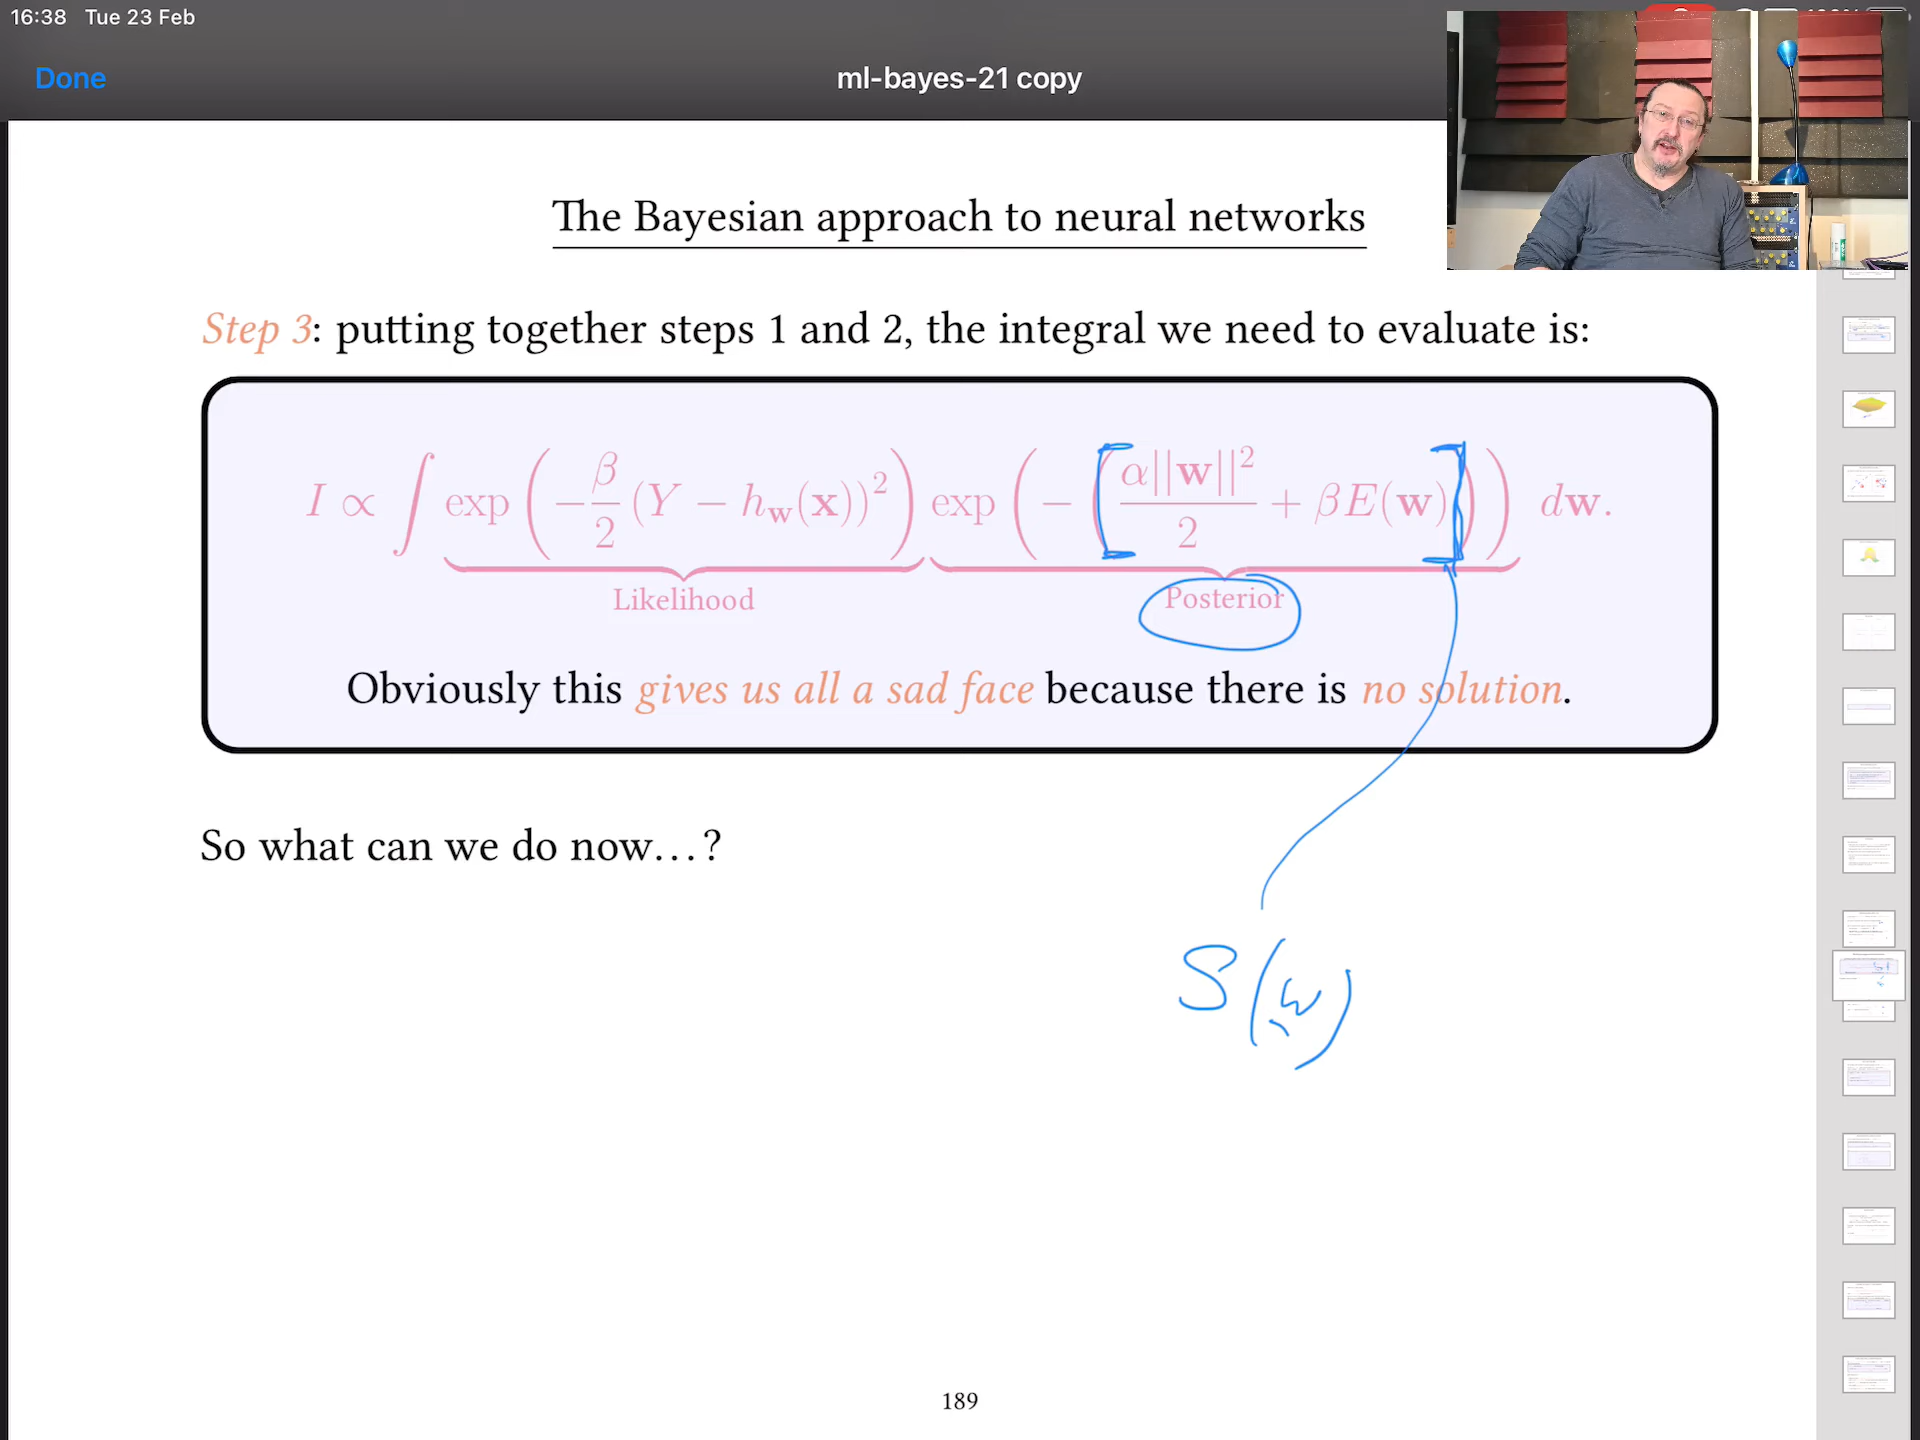 16:38 Tue 23 Feb
Done
ml-bayes-21 copy
The Bayesian approach to neural networks
Step 3: putting together steps 1 and 2, the integral we need to evaluate is:
I ∝ ∫ exp(−β/2 (Y − h_w(x))²) exp(−(α||w||²/2 + βE(w))) dw.
Likelihood
Posterior
Obviously this gives us all a sad face because there is no solution.
So what can we do now…?
S(w)
189